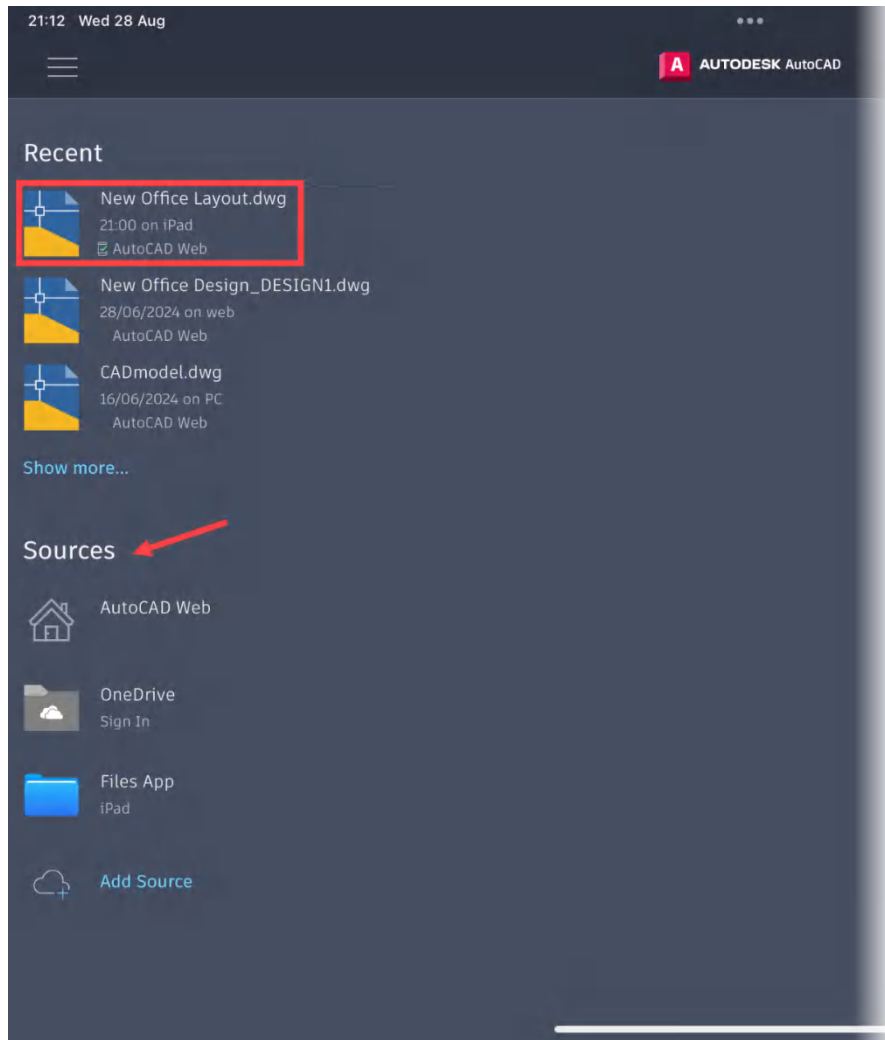 21:12 Wed 28 Aug
A AUTODESK AutoCAD
Recent
New Office Layout.dwg
21:00 on iPad
AutoCAD Web
New Office Design_DESIGN1.dwg
28/06/2024 on web
AutoCAD Web
CADmodel.dwg
16/06/2024 on PC
AutoCAD Web
Show more...
Sources
AutoCAD Web
OneDrive
Sign In
Files App
iPad
Add Source